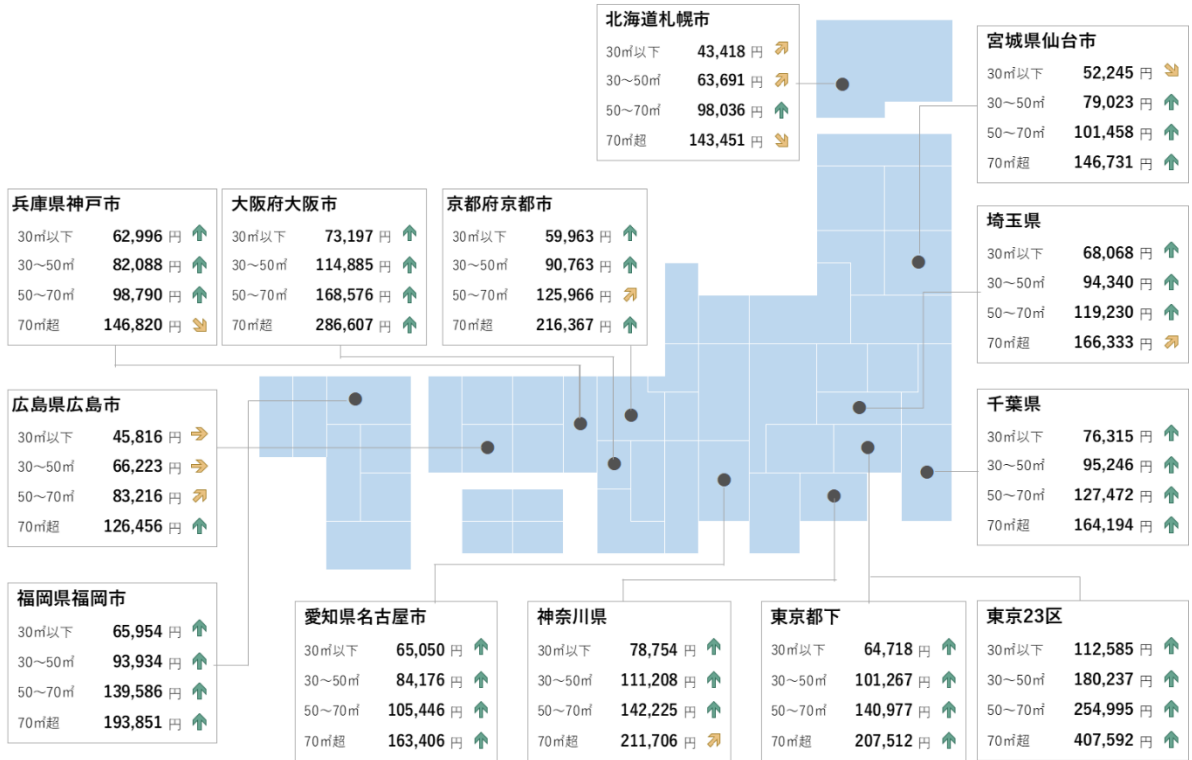 北海道札幌市
30㎡以下 43,418 円
30～50㎡ 63,691 円
50～70㎡ 98,036 円
70㎡超 143,451 円
宮城県仙台市
30㎡以下 52,245 円
30～50㎡ 79,023 円
50～70㎡ 101,458 円
70㎡超 146,731 円
兵庫県神戸市
30㎡以下 62,996 円
30～50㎡ 82,088 円
50～70㎡ 98,790 円
70㎡超 146,820 円
大阪府大阪市
30㎡以下 73,197 円
30～50㎡ 114,885 円
50～70㎡ 168,576 円
70㎡超 286,607 円
京都府京都市
30㎡以下 59,963 円
30～50㎡ 90,763 円
50～70㎡ 125,966 円
70㎡超 216,367 円
埼玉県
30㎡以下 68,068 円
30～50㎡ 94,340 円
50～70㎡ 119,230 円
70㎡超 166,333 円
広島県広島市
30㎡以下 45,816 円
30～50㎡ 66,223 円
50～70㎡ 83,216 円
70㎡超 126,456 円
千葉県
30㎡以下 76,315 円
30～50㎡ 95,246 円
50～70㎡ 127,472 円
70㎡超 164,194 円
福岡県福岡市
30㎡以下 65,954 円
30～50㎡ 93,934 円
50～70㎡ 139,586 円
70㎡超 193,851 円
愛知県名古屋市
30㎡以下 65,050 円
30～50㎡ 84,176 円
50～70㎡ 105,446 円
70㎡超 163,406 円
神奈川県
30㎡以下 78,754 円
30～50㎡ 111,208 円
50～70㎡ 142,225 円
70㎡超 211,706 円
東京都下
30㎡以下 64,718 円
30～50㎡ 101,267 円
50～70㎡ 140,977 円
70㎡超 207,512 円
東京23区
30㎡以下 112,585 円
30～50㎡ 180,237 円
50～70㎡ 254,995 円
70㎡超 407,592 円